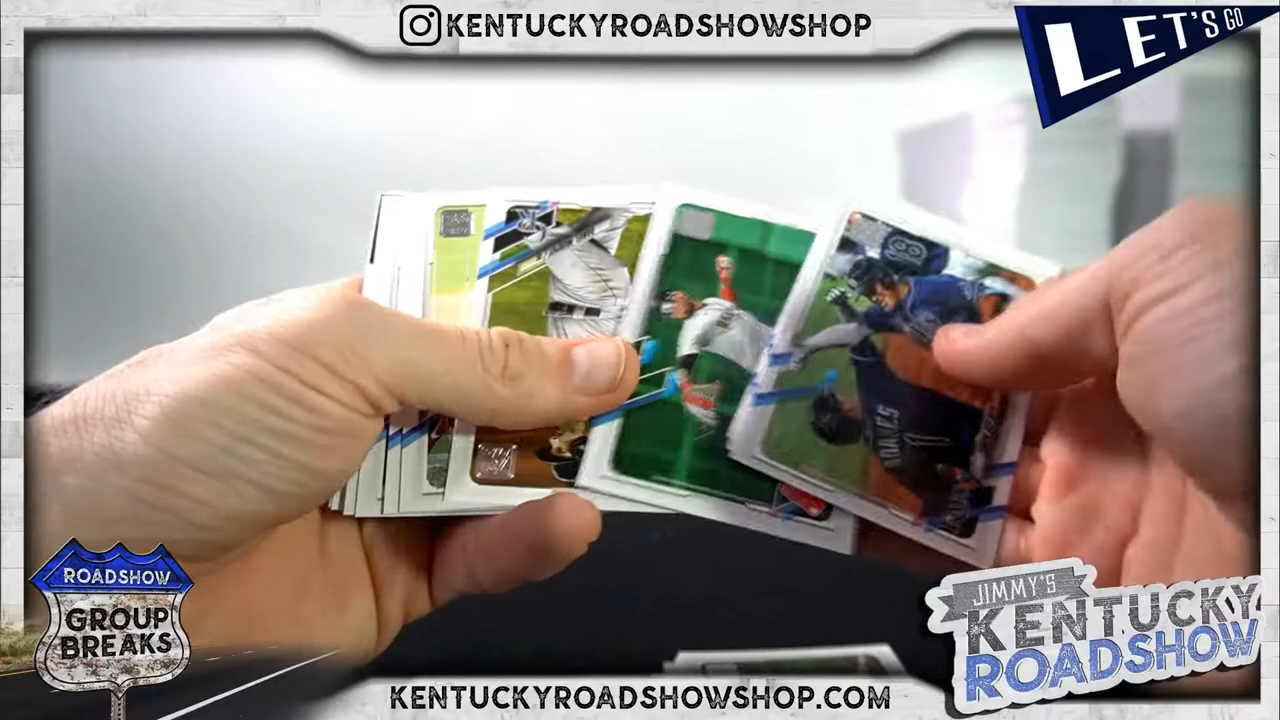 KENTUCKYROADSHOWSHOP
LET'S GO
ROADSHOW
GROUP
BREAKS
JIMMY'S
KENTUCKY
ROADSHOW
KENTUCKYROADSHOWSHOP.COM